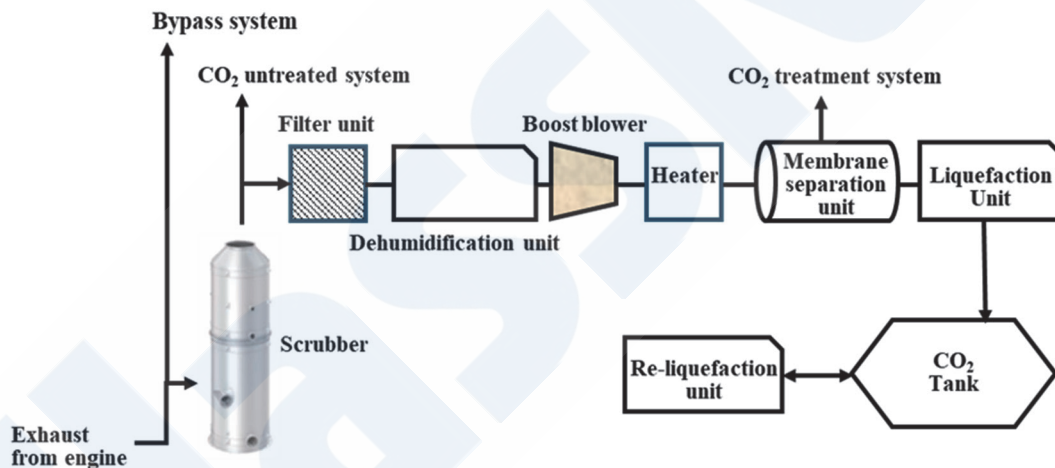 Bypass system
CO₂ untreated system
CO₂ treatment system
Filter unit
Boost blower
Heater
Membrane
separation
unit
Liquefaction
Unit
Dehumidification unit
Scrubber
Re-liquefaction
unit
CO₂
Tank
Exhaust
from engine